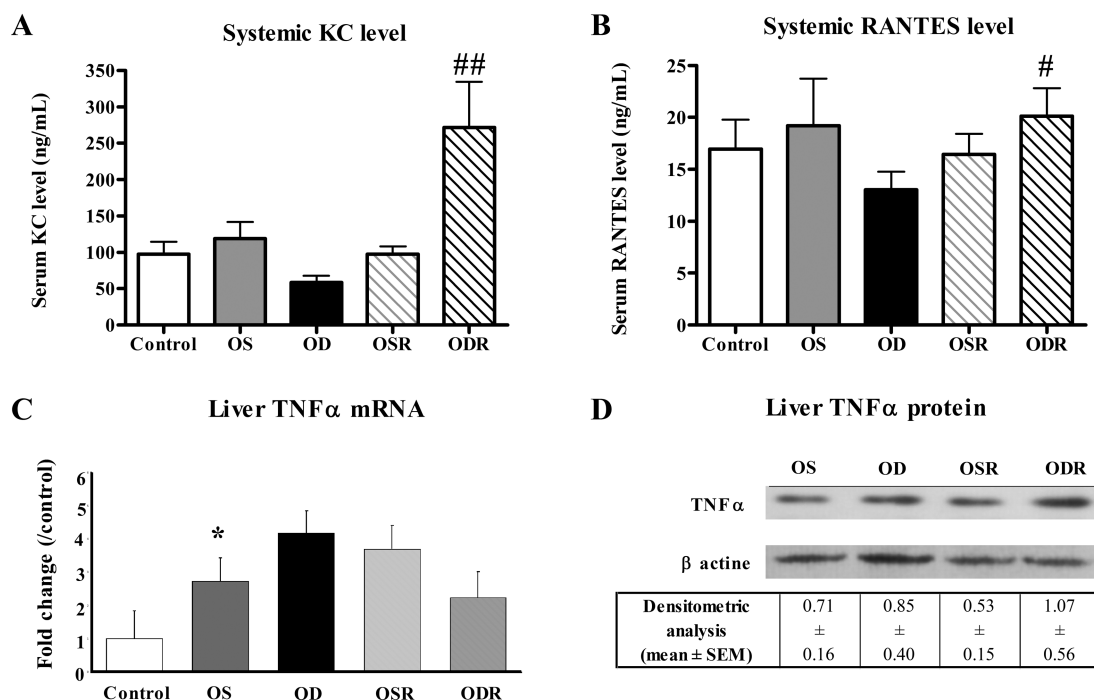 A
Systemic KC level
Serum KC level (ng/mL)
350
300
250
200
150
100
50
0
##
Control OS OD OSR ODR
B
Systemic RANTES level
Serum RANTES level (ng/mL)
25
20
15
10
5
0
#
Control OS OD OSR ODR
C
Liver TNFα mRNA
Fold change (/control)
6
5
4
3
2
1
0
*
Control OS OD OSR ODR
D
Liver TNFα protein
OS OD OSR ODR
TNFα
β actine
Densitometric 0.71 0.85 0.53 1.07
analysis ± ± ± ±
(mean ± SEM) 0.16 0.40 0.15 0.56